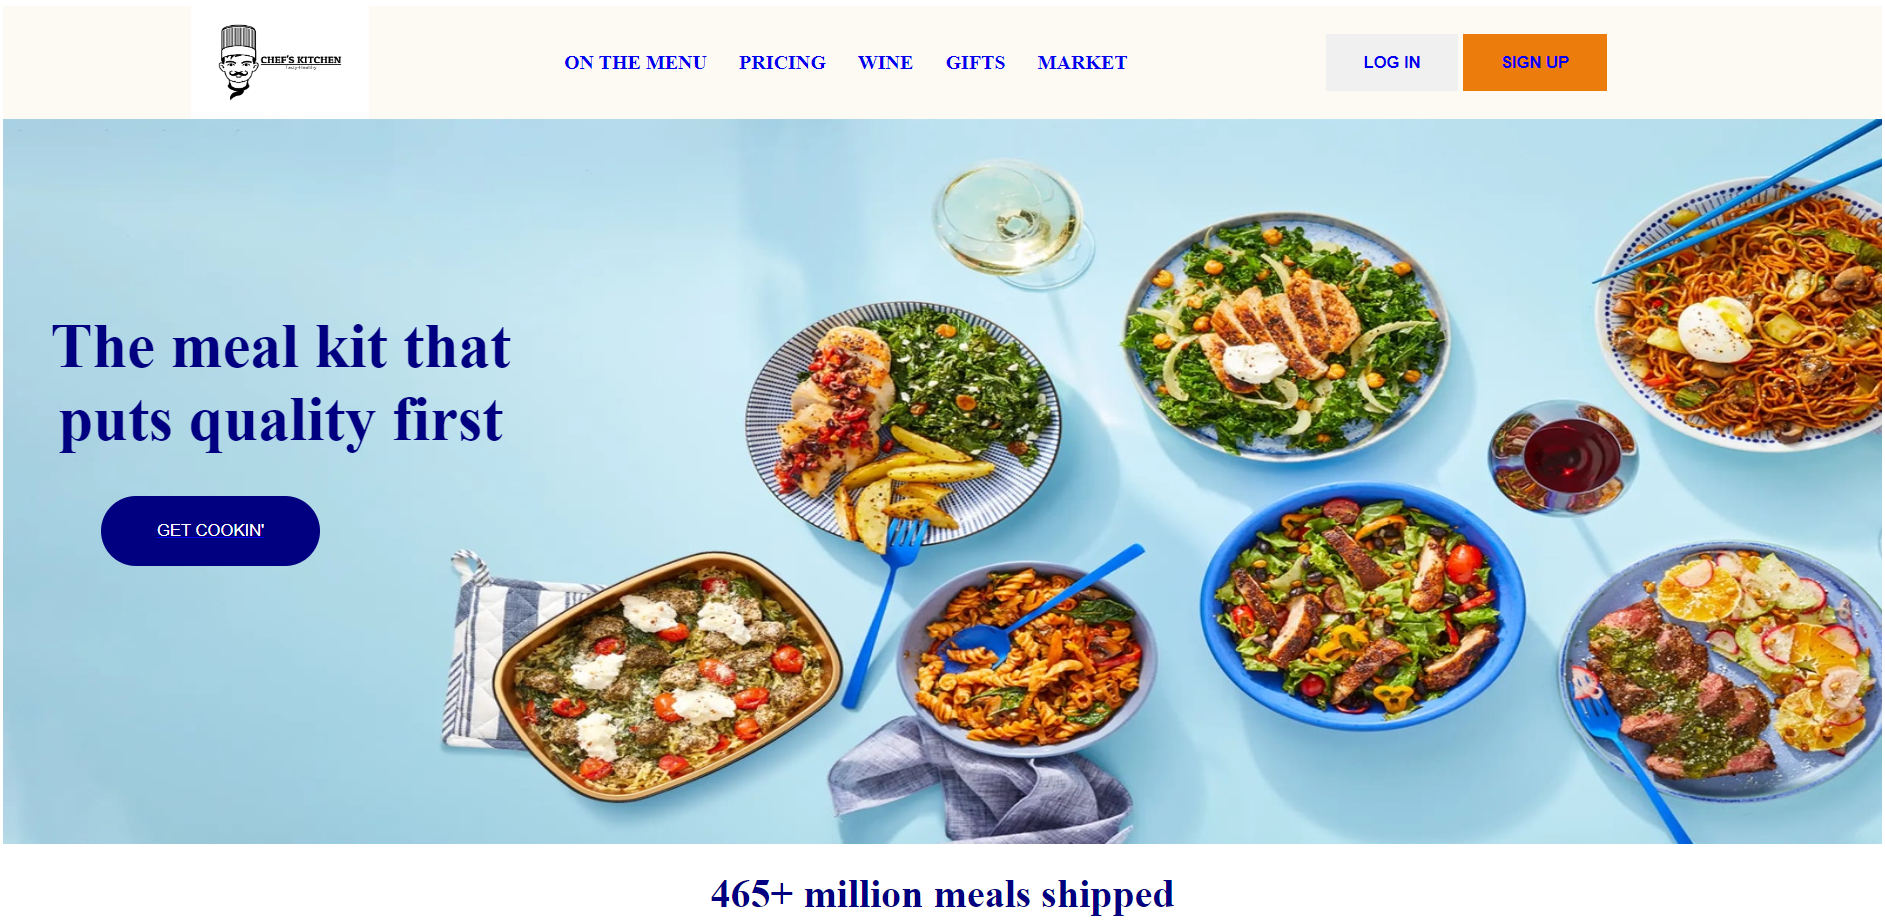 CHEF'S KITCHEN
ON THE MENU PRICING WINE GIFTS MARKET
LOG IN SIGN UP
The meal kit that
puts quality first
GET COOKIN'
465+ million meals shipped